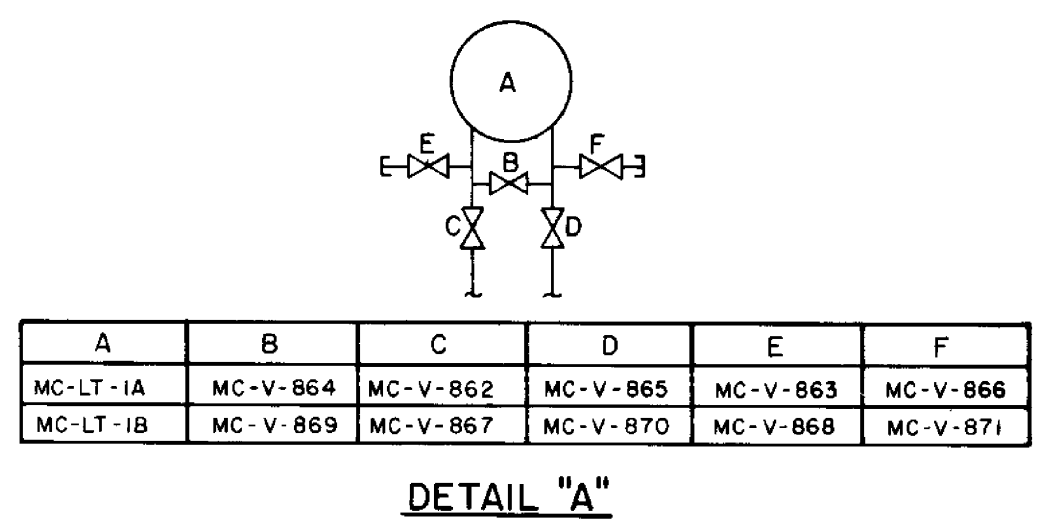 A
E
F
B
C
D
A B C D E F
MC-LT-1A MC-V-864 MC-V-862 MC-V-865 MC-V-863 MC-V-866
MC-LT-1B MC-V-869 MC-V-867 MC-V-870 MC-V-868 MC-V-871
DETAIL "A"